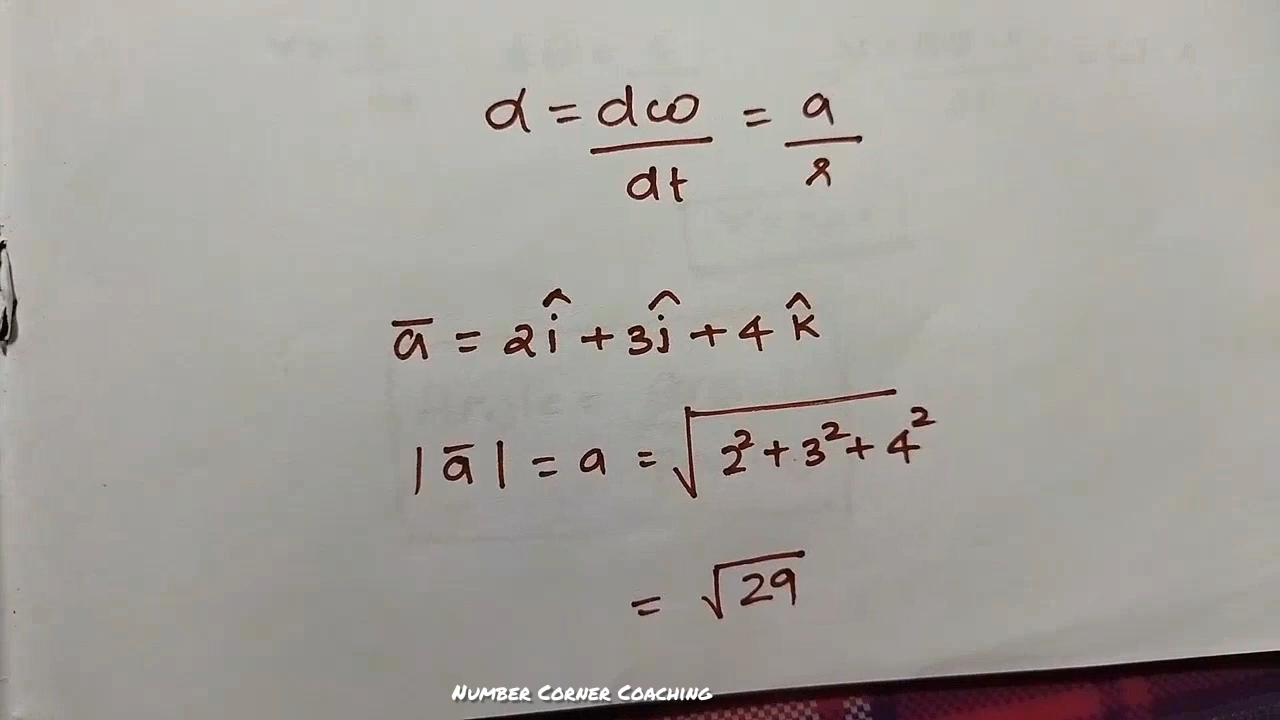 α = dω/dt = a/r
a̅ = 2î + 3ĵ + 4k̂
|a̅| = a = √2² + 3² + 4²
= √29
Number Corner Coaching